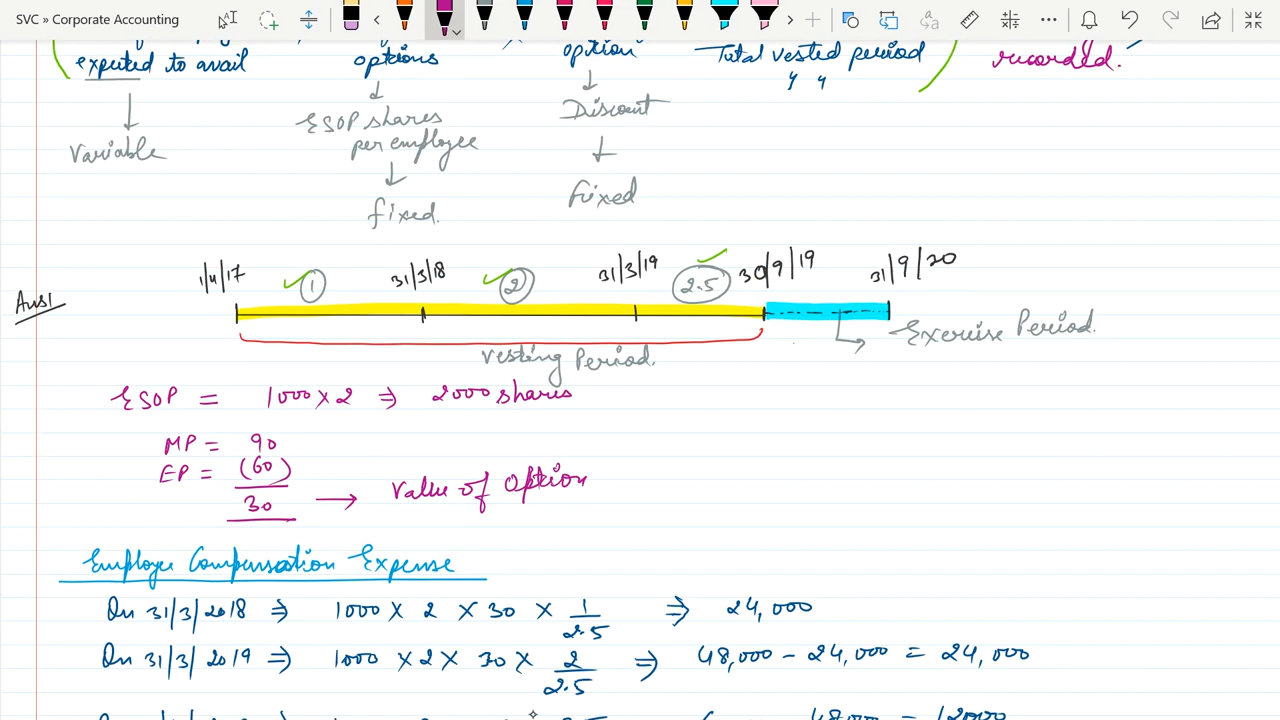 SVC » Corporate Accounting
expected to avail options option Total vested period recorded.
" "
Variable
ESOP shares
per employee
fixed.
Discount
Fixed
1/4/17 1 31/3/18 2 31/3/19 2.5 30/9/19 31/9/20
Ans1
Vesting Period.
Exercise Period.
ESOP = 1000 x 2 ⇒ 2000 shares
MP = 90
EP = (60)
30 → Value of option
Employee Compensation Expense
On 31/3/2018 ⇒ 1000 x 2 x 30 x 1/2.5 ⇒ 24,000
On 31/3/2019 ⇒ 1000 x 2 x 30 x 2/2.5 ⇒ 48,000 - 24,000 = 24,000